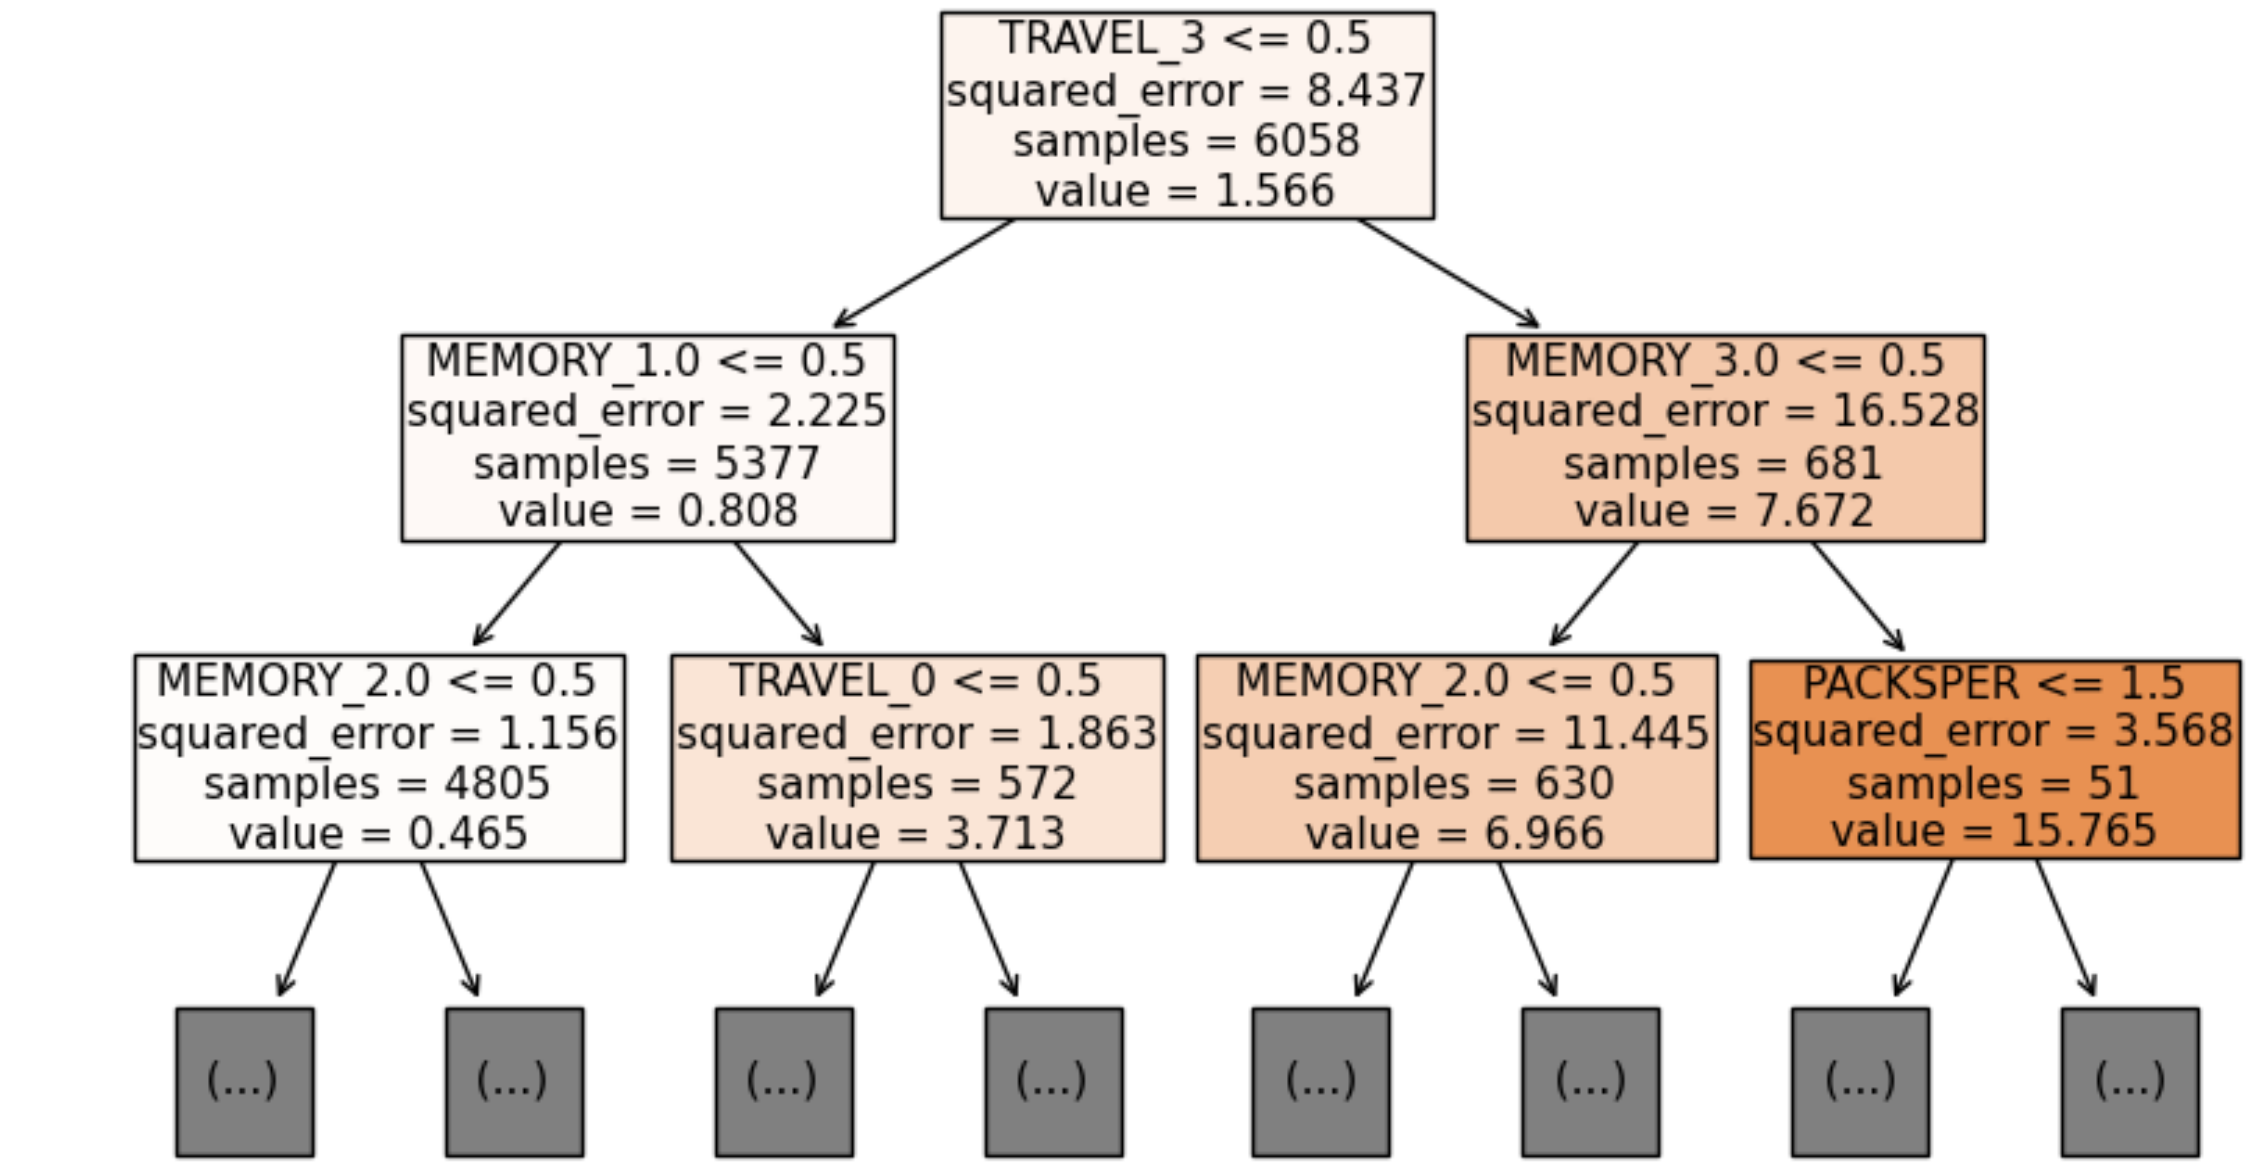 TRAVEL_3 <= 0.5
squared_error = 8.437
samples = 6058
value = 1.566
MEMORY_1.0 <= 0.5
squared_error = 2.225
samples = 5377
value = 0.808
MEMORY_3.0 <= 0.5
squared_error = 16.528
samples = 681
value = 7.672
MEMORY_2.0 <= 0.5
squared_error = 1.156
samples = 4805
value = 0.465
TRAVEL_0 <= 0.5
squared_error = 1.863
samples = 572
value = 3.713
MEMORY_2.0 <= 0.5
squared_error = 11.445
samples = 630
value = 6.966
PACKSPER <= 1.5
squared_error = 3.568
samples = 51
value = 15.765
(...)
(...)
(...)
(...)
(...)
(...)
(...)
(...)